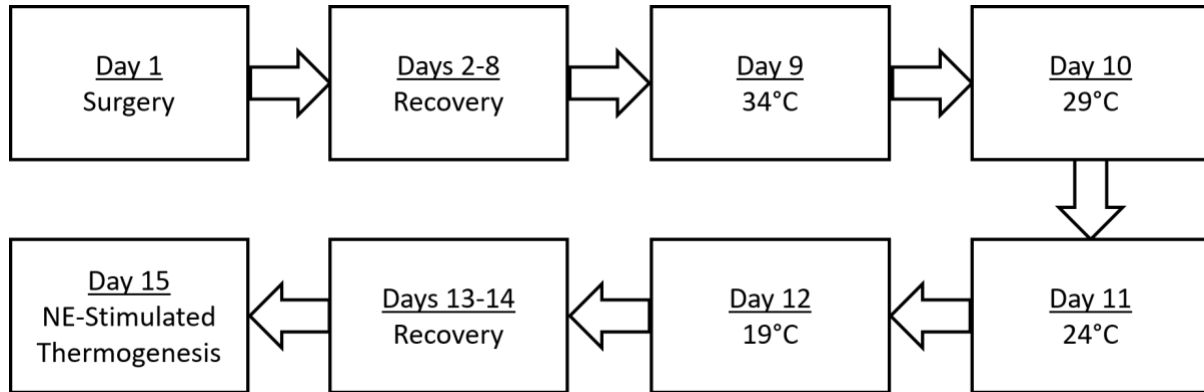 Day 1
Surgery
Days 2-8
Recovery
Day 9
34°C
Day 10
29°C
Day 11
24°C
Day 12
19°C
Days 13-14
Recovery
Day 15
NE-Stimulated
Thermogenesis